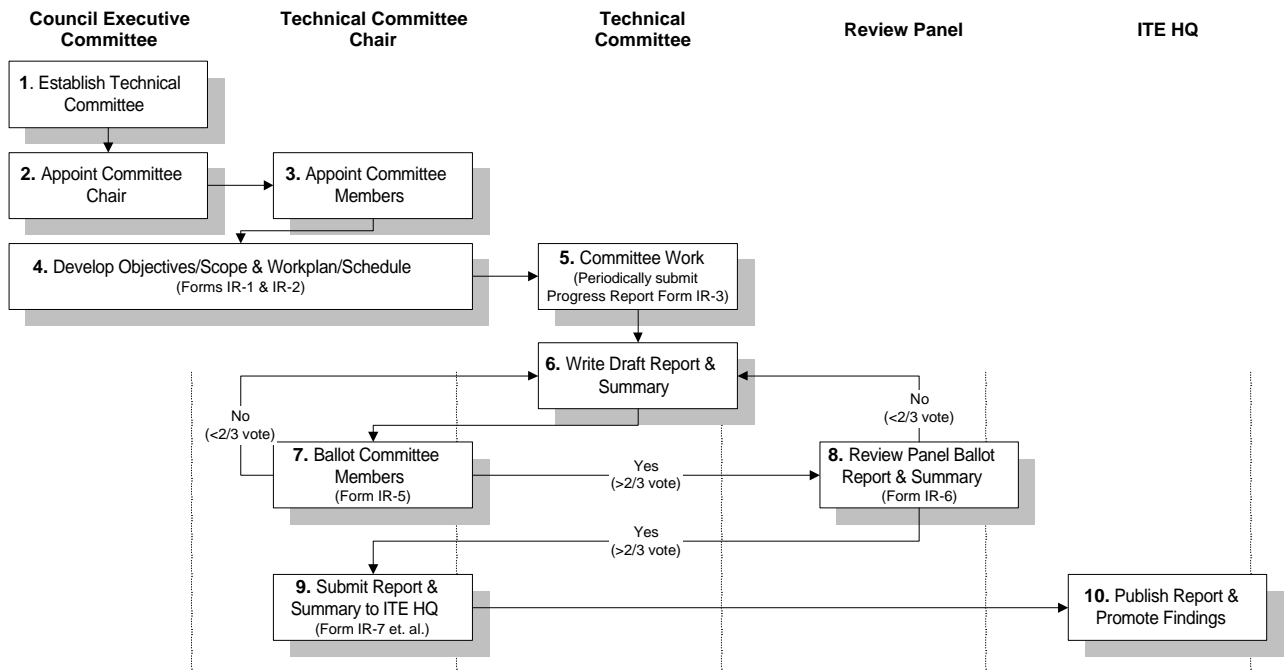 Council Executive
Committee
Technical Committee
Chair
Technical
Committee
Review Panel
ITE HQ
1. Establish Technical
Committee
2. Appoint Committee
Chair
3. Appoint Committee
Members
4. Develop Objectives/Scope & Workplan/Schedule
(Forms IR-1 & IR-2)
5. Committee Work
(Periodically submit
Progress Report Form IR-3)
6. Write Draft Report &
Summary
No
(<2/3 vote)
No
(<2/3 vote)
7. Ballot Committee
Members
(Form IR-5)
Yes
(>2/3 vote)
8. Review Panel Ballot
Report & Summary
(Form IR-6)
Yes
(>2/3 vote)
9. Submit Report &
Summary to ITE HQ
(Form IR-7 et. al.)
10. Publish Report &
Promote Findings